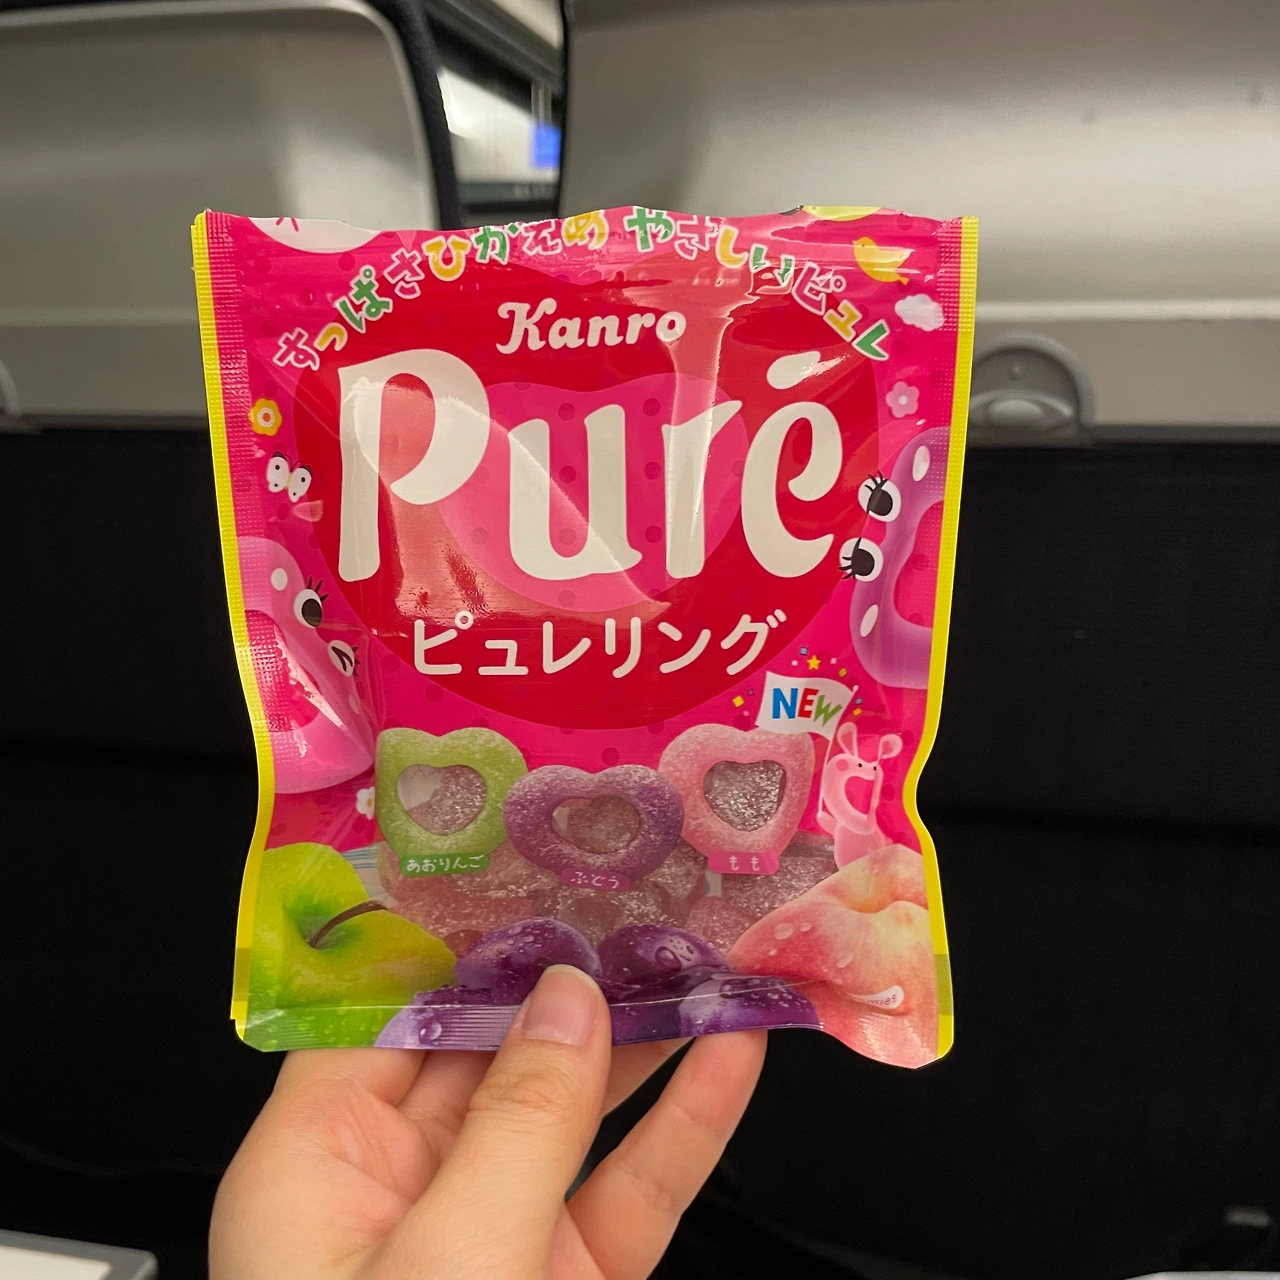 すっぱさひかえめ やさしいピュレ
Kanro
Puré
ピュレリング
NEW
あおりんご
ぶどう
もも